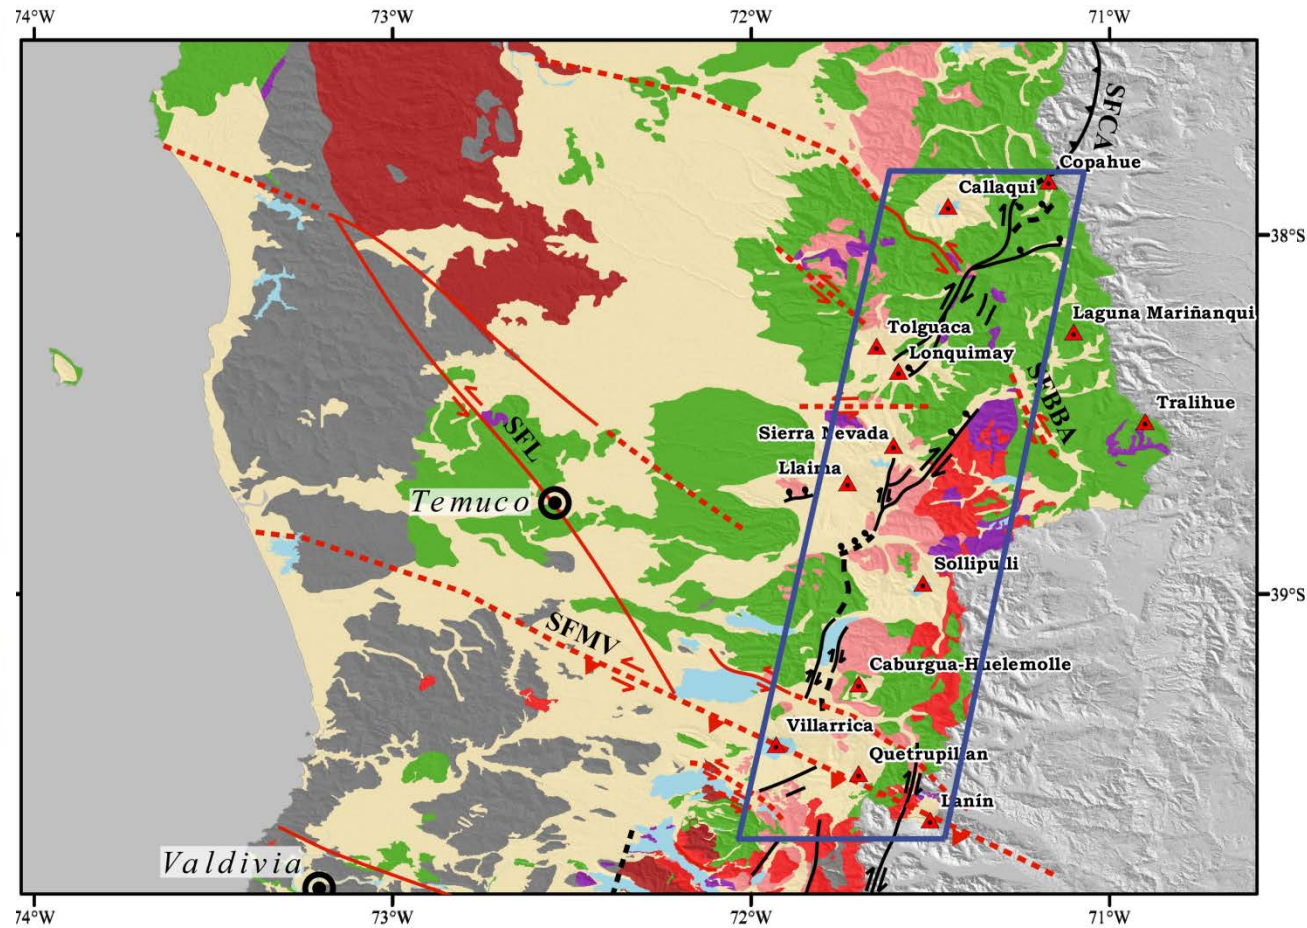 74°W 73°W 72°W 71°W
SFCA
Copahue
Callaqui
38°S
Laguna Mariñanqui
Tolguaca
Lonquimay
SFBBA
Tralihue
Sierra Nevada
SFL
Llaima
Temuco
Sollipulli
39°S
SFMV
Caburgua-Huelemolle
Villarrica
Quetrupillan
Lanín
Valdivia
74°W 73°W 72°W 71°W